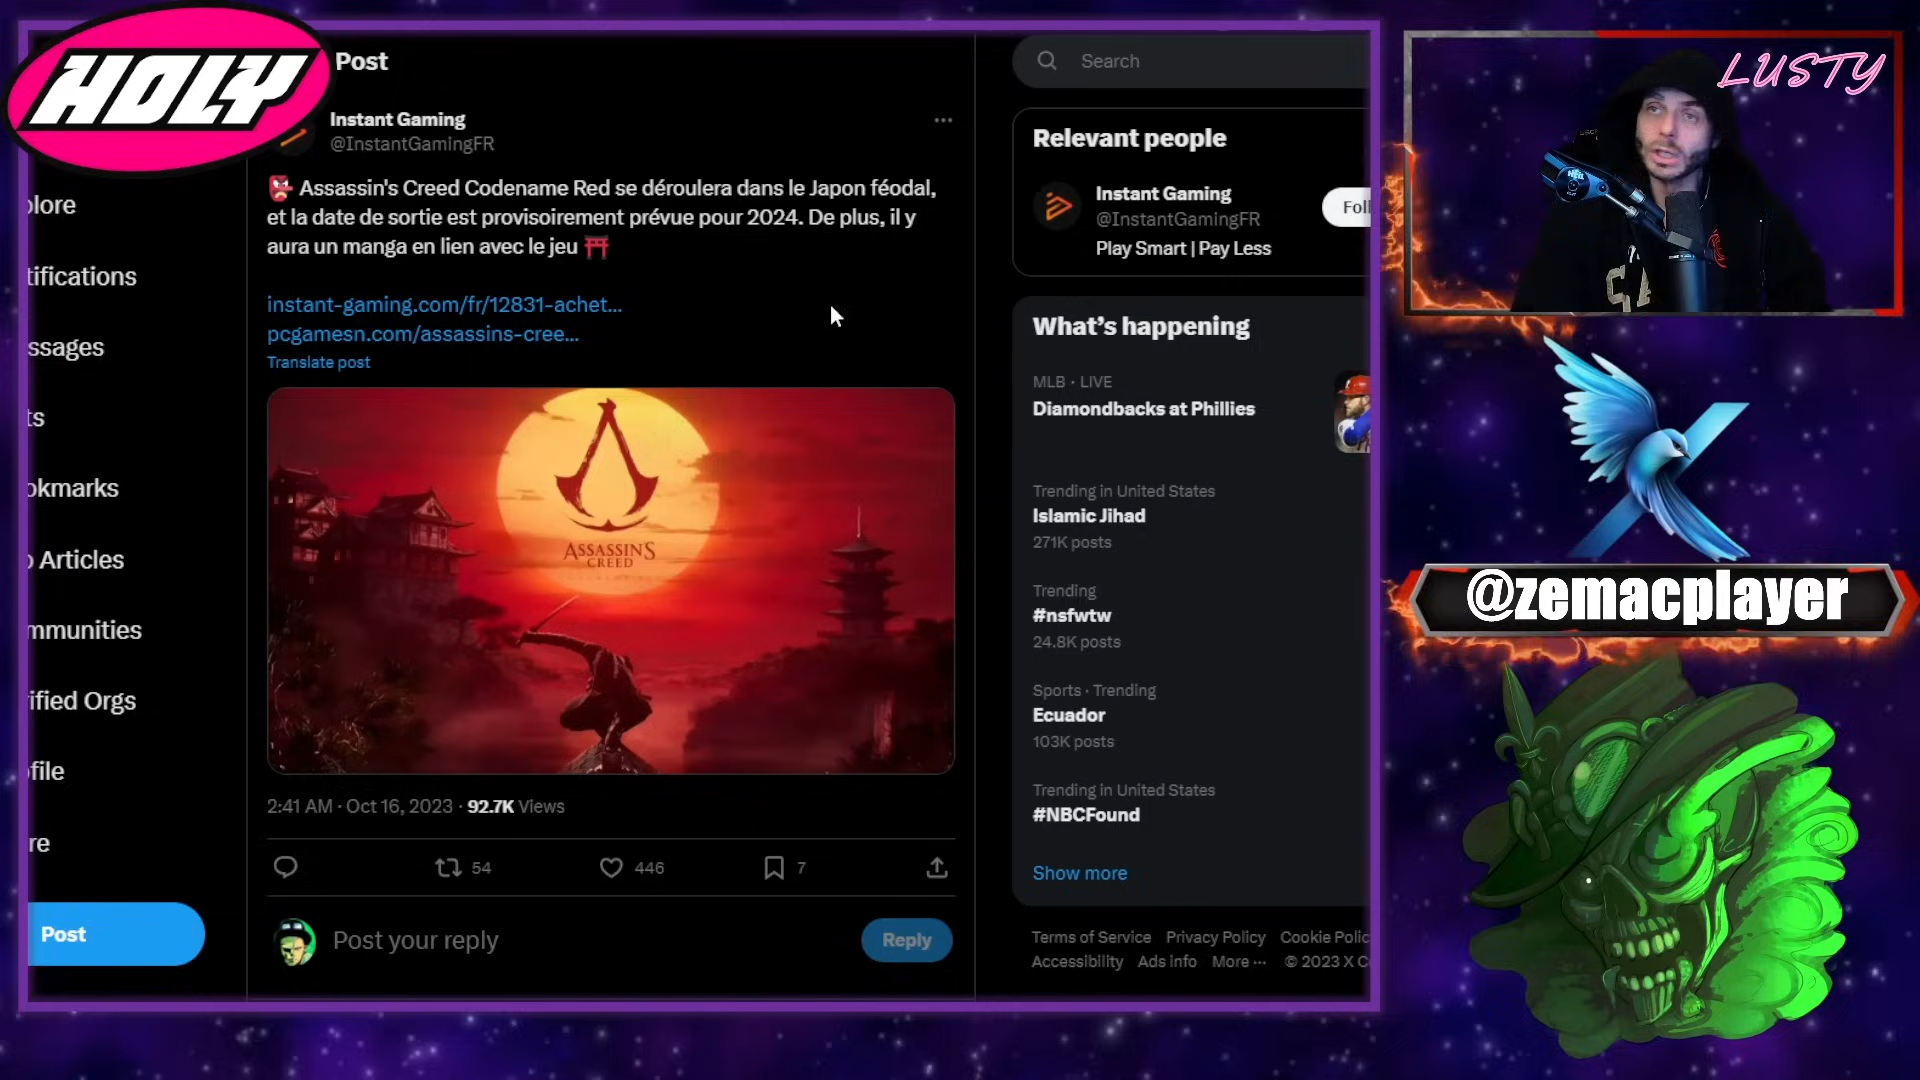 HOLY
Post
Instant Gaming
@InstantGamingFR
Assassin's Creed Codename Red se déroulera dans le Japon féodal,
et la date de sortie est provisoirement prévue pour 2024. De plus, il y
aura un manga en lien avec le jeu
instant-gaming.com/fr/12831-achet...
pcgamesn.com/assassins-cree...
Translate post
ASSASSIN'S
CREED
2:41 AM · Oct 16, 2023 · 92.7K Views
54
446
7
Post your reply
Reply
plore
tifications
ssages
ts
okmarks
o Articles
mmunities
ified Orgs
file
re
Post
Search
Relevant people
Instant Gaming
@InstantGamingFR
Play Smart | Pay Less
Foll
What's happening
MLB · LIVE
Diamondbacks at Phillies
Trending in United States
Islamic Jihad
271K posts
Trending
#nsfwtw
24.8K posts
Sports · Trending
Ecuador
103K posts
Trending in United States
#NBCFound
Show more
Terms of Service Privacy Policy Cookie Polic
Accessibility Ads info More ... © 2023 X C
LUSTY
@zemacplayer